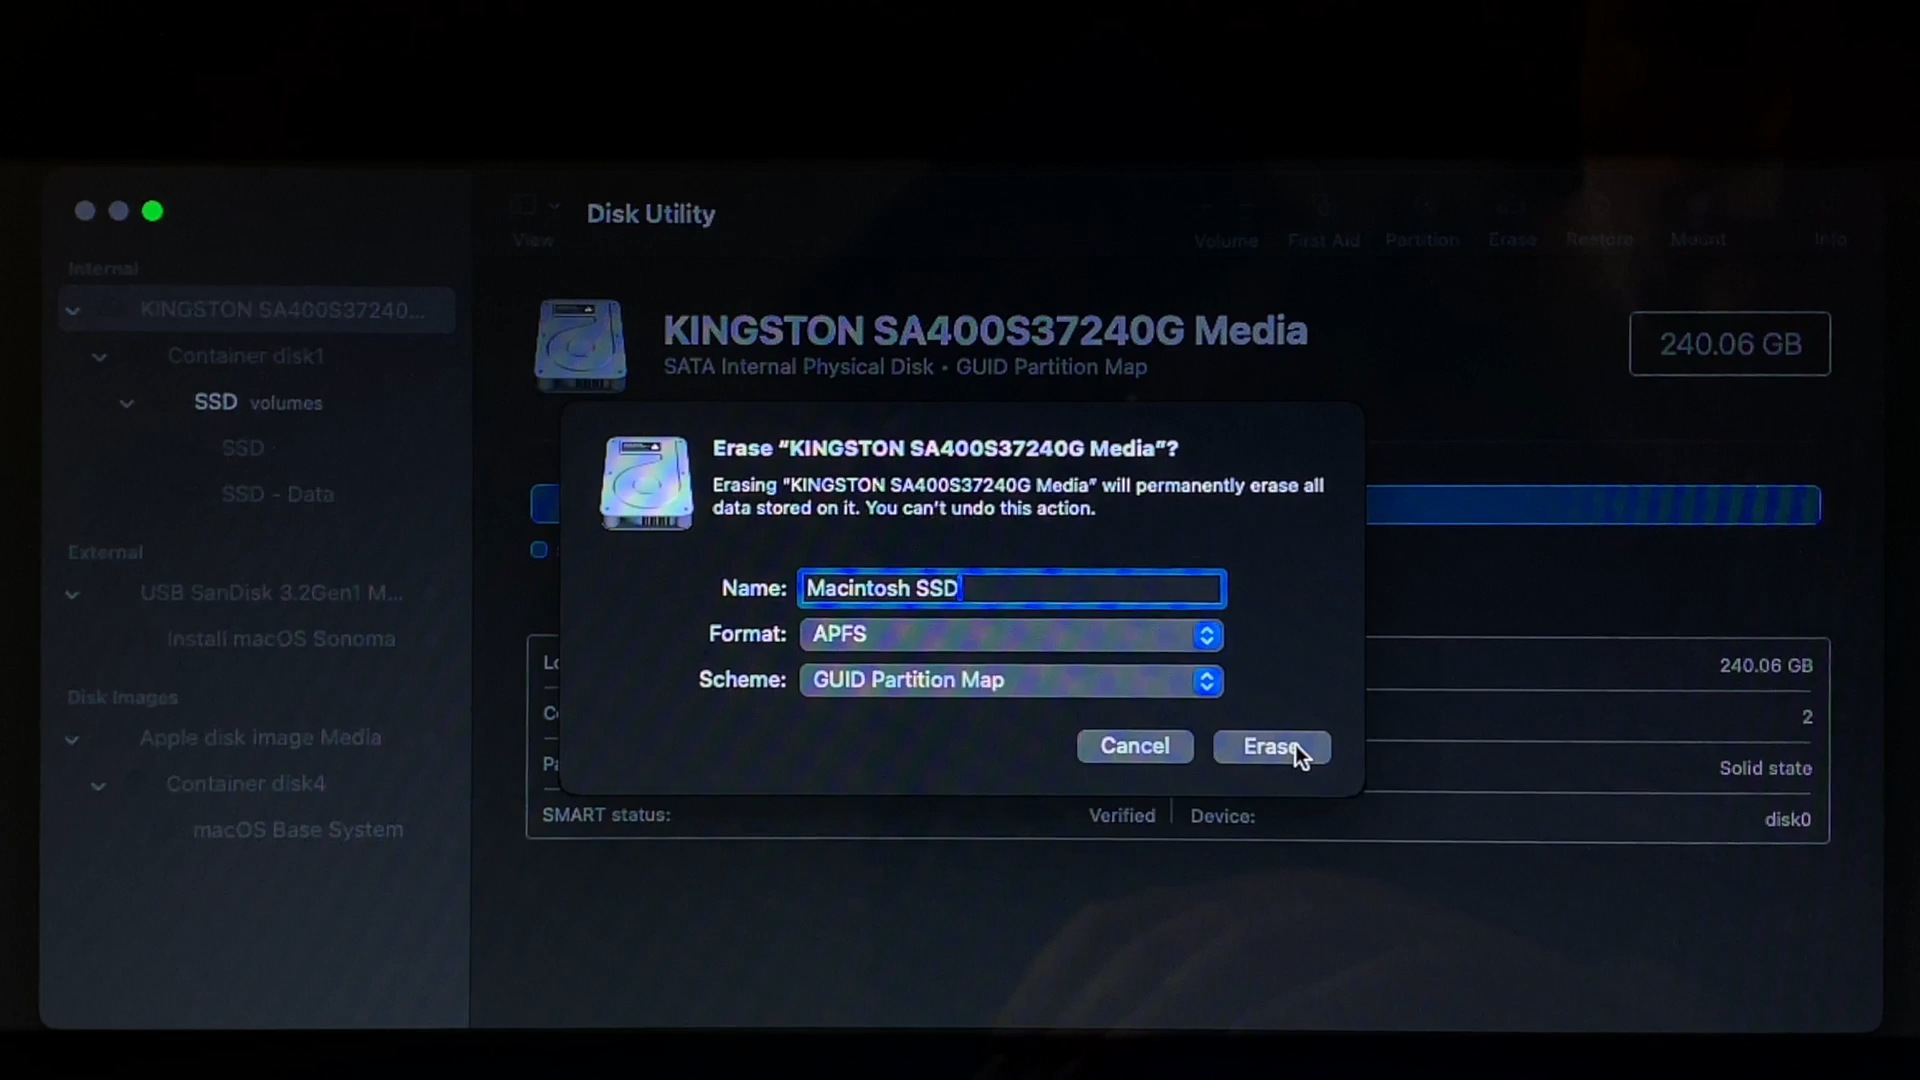 Disk Utility
View
Volume
First Aid
Partition
Erase
Restore
Mount
Info
Internal
KINGSTON SA400S37240...
Container disk1
SSD volumes
SSD
SSD - Data
External
USB SanDisk 3.2Gen1 M...
Install macOS Sonoma
Disk Images
Apple disk image Media
Container disk4
macOS Base System
KINGSTON SA400S37240G Media
SATA Internal Physical Disk • GUID Partition Map
240.06 GB
Erase “KINGSTON SA400S37240G Media”?
Erasing “KINGSTON SA400S37240G Media” will permanently erase all
data stored on it. You can’t undo this action.
Name: Macintosh SSD
Format: APFS
Scheme: GUID Partition Map
Cancel
Erase
240.06 GB
2
Solid state
SMART status: Verified
Device: disk0